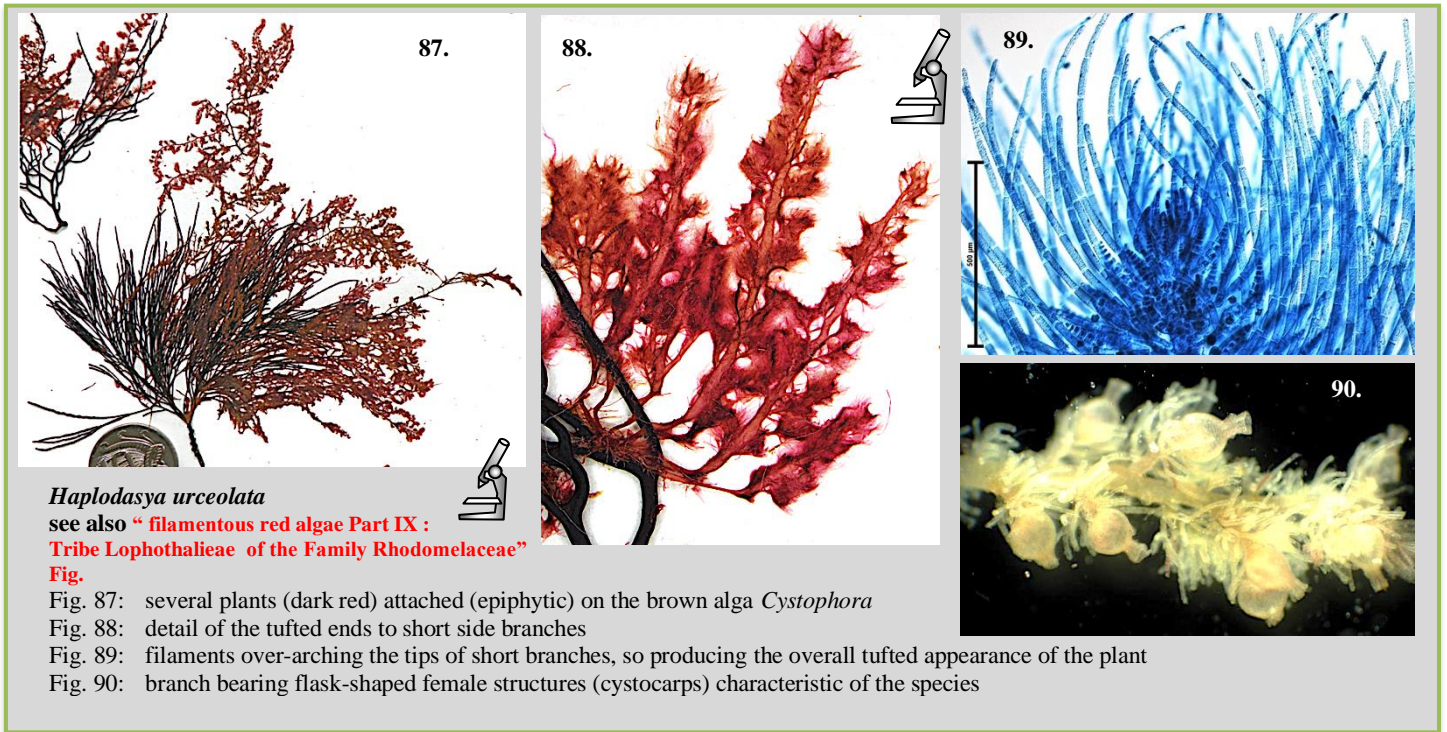 87.
88.
89.
500 µm
90.
Haplodasya urceolata
see also “ filamentous red algae Part IX :
Tribe Lophothalieae of the Family Rhodomelaceae”
Fig.
Fig. 87: several plants (dark red) attached (epiphytic) on the brown alga Cystophora
Fig. 88: detail of the tufted ends to short side branches
Fig. 89: filaments over-arching the tips of short branches, so producing the overall tufted appearance of the plant
Fig. 90: branch bearing flask-shaped female structures (cystocarps) characteristic of the species